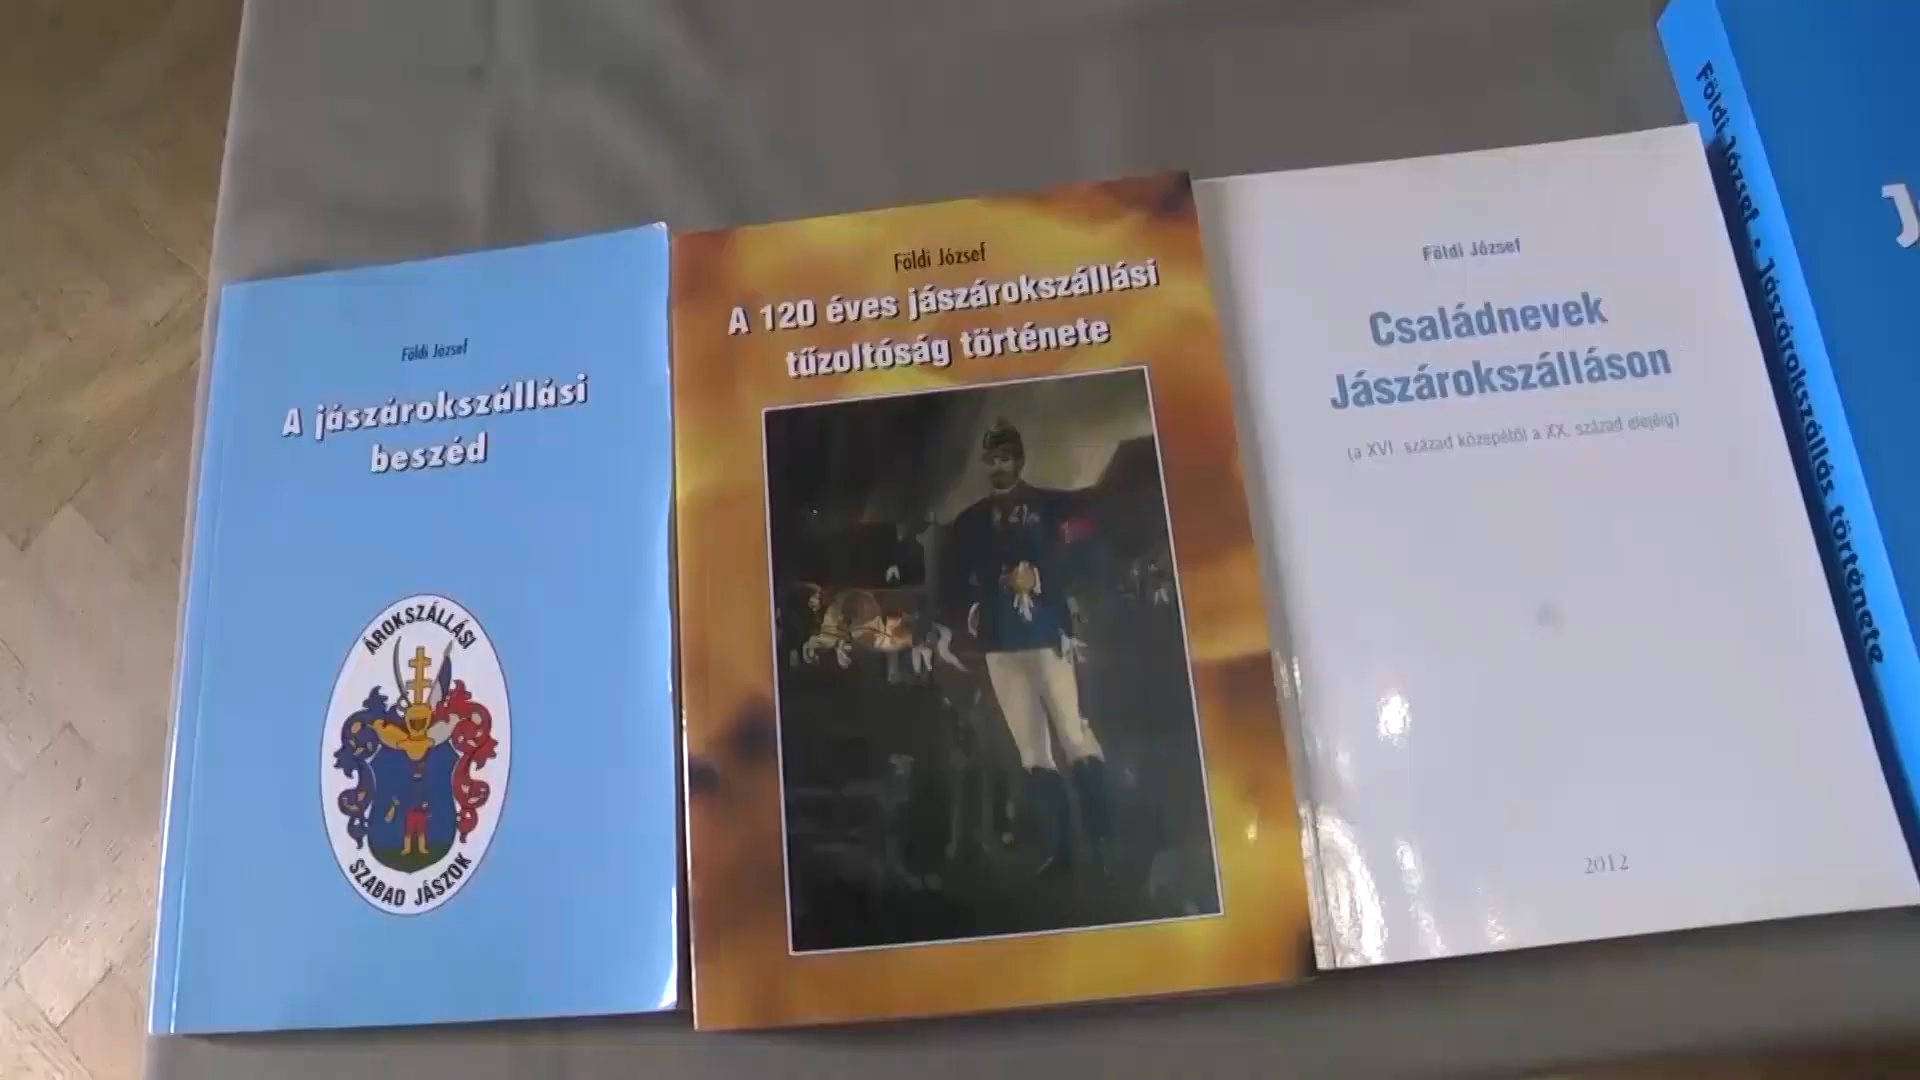 Földi József
A jászárokszállási
beszéd
ÁROKSZÁLLÁSI
SZABAD JÁSZOK
Földi József
A 120 éves jászárokszállási
tűzoltóság története
Földi József
Családnevek
Jászárokszálláson
(a XVI. század közepétől a XX. század elejéig)
2012
Földi József • Jászárokszállás története